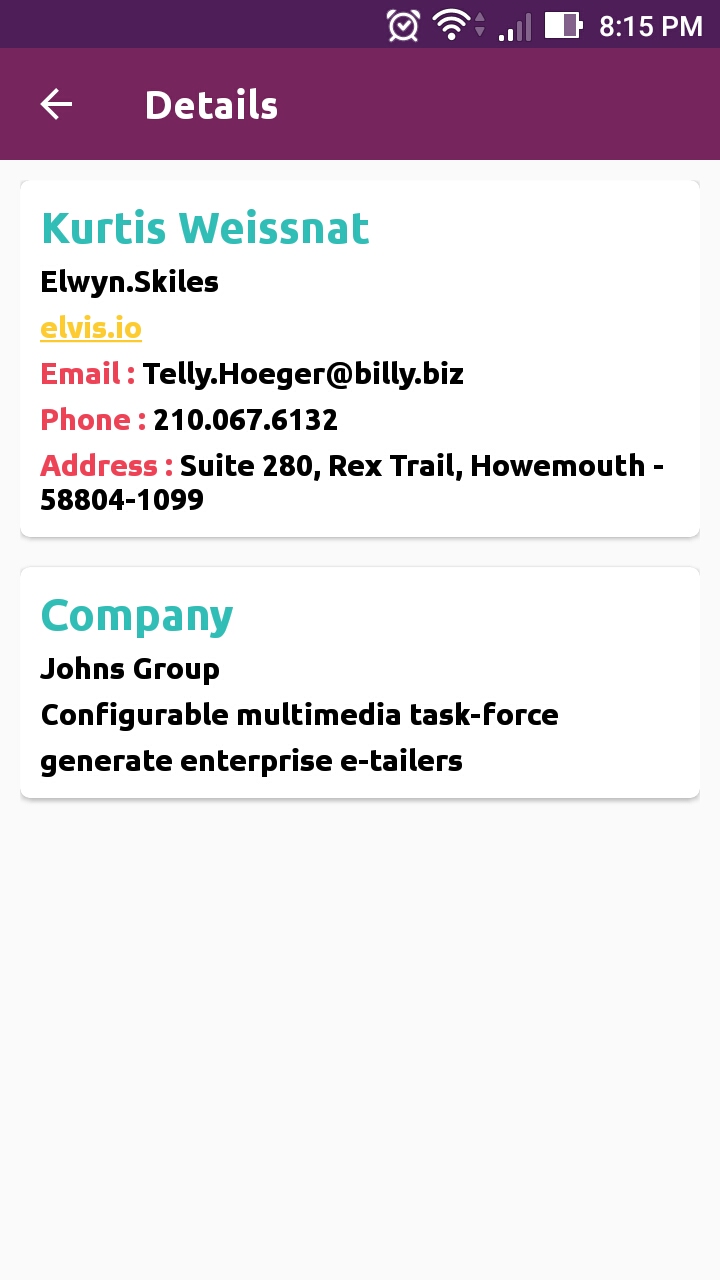 8:15 PM
Details
Kurtis Weissnat
Elwyn.Skiles
elvis.io
Email : Telly.Hoeger@billy.biz
Phone : 210.067.6132
Address : Suite 280, Rex Trail, Howemouth -
58804-1099
Company
Johns Group
Configurable multimedia task-force
generate enterprise e-tailers